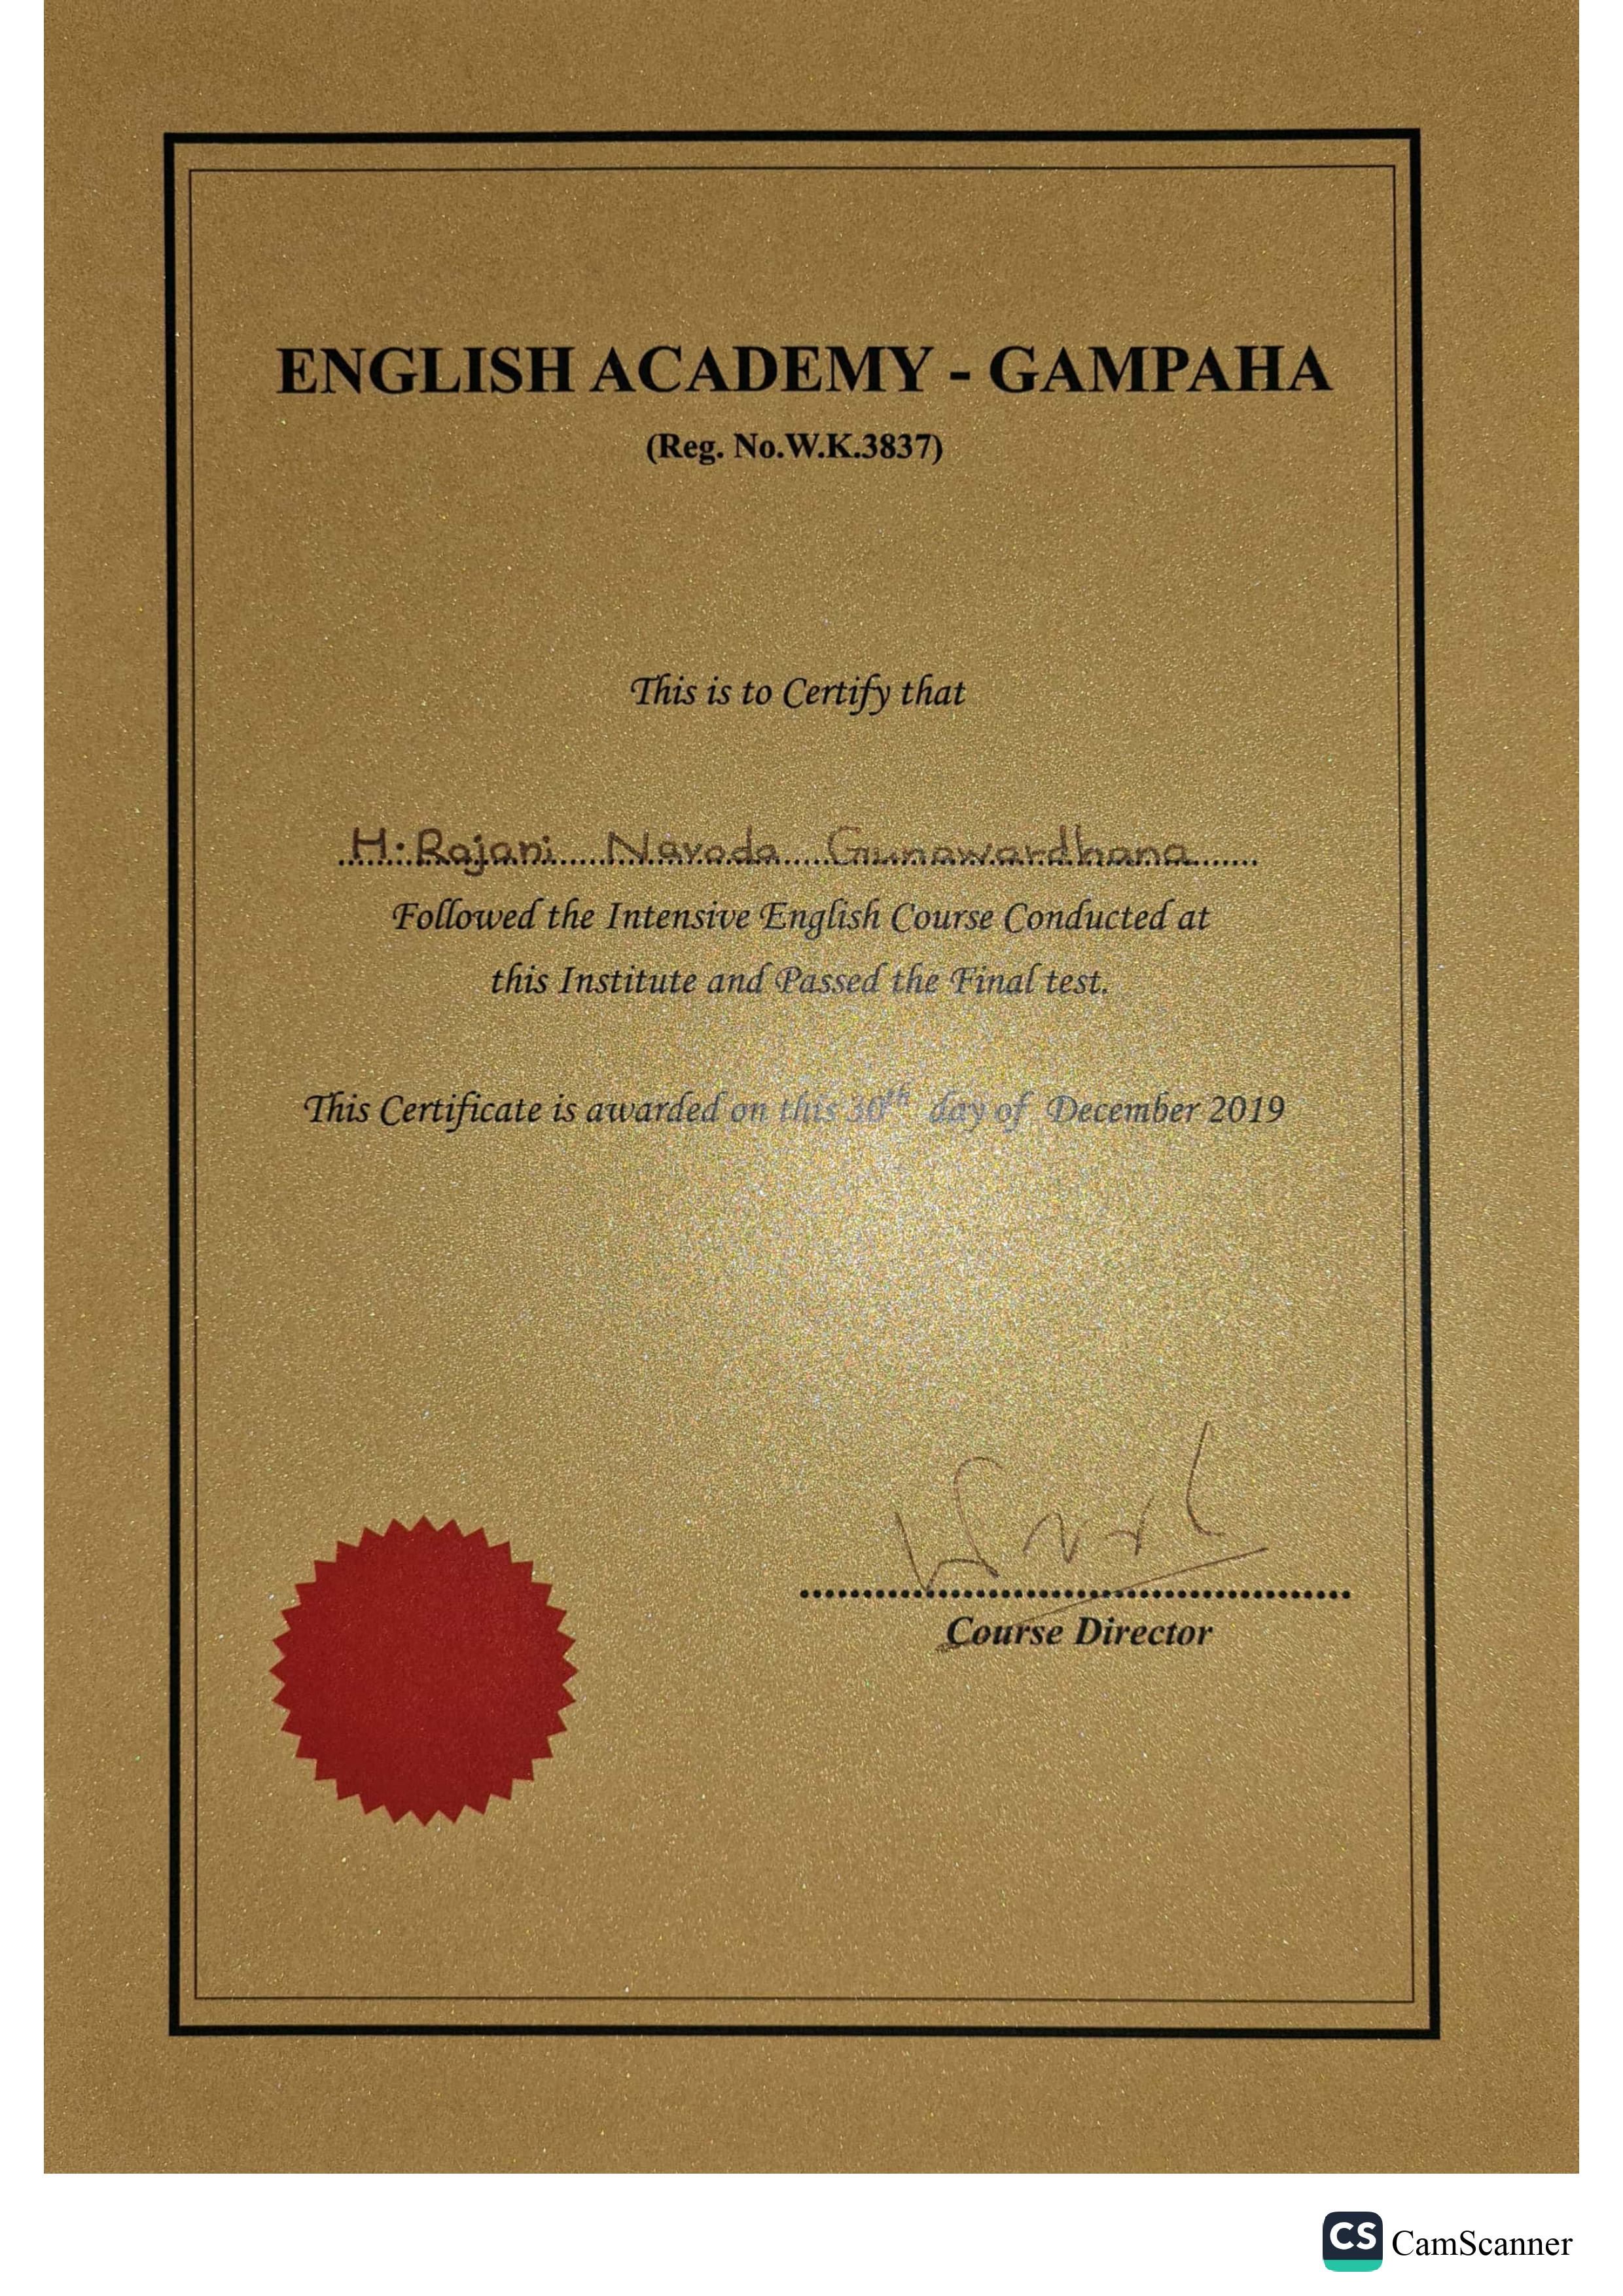 ENGLISH ACADEMY - GAMPAHA
(Reg. No.W.K.3837)
This is to Certify that
H. Rajani Navoda Gunawardhana
Followed the Intensive English Course Conducted at
this Institute and Passed the Final test.
This Certificate is awarded on this 30th day of December 2019
Course Director
CS CamScanner